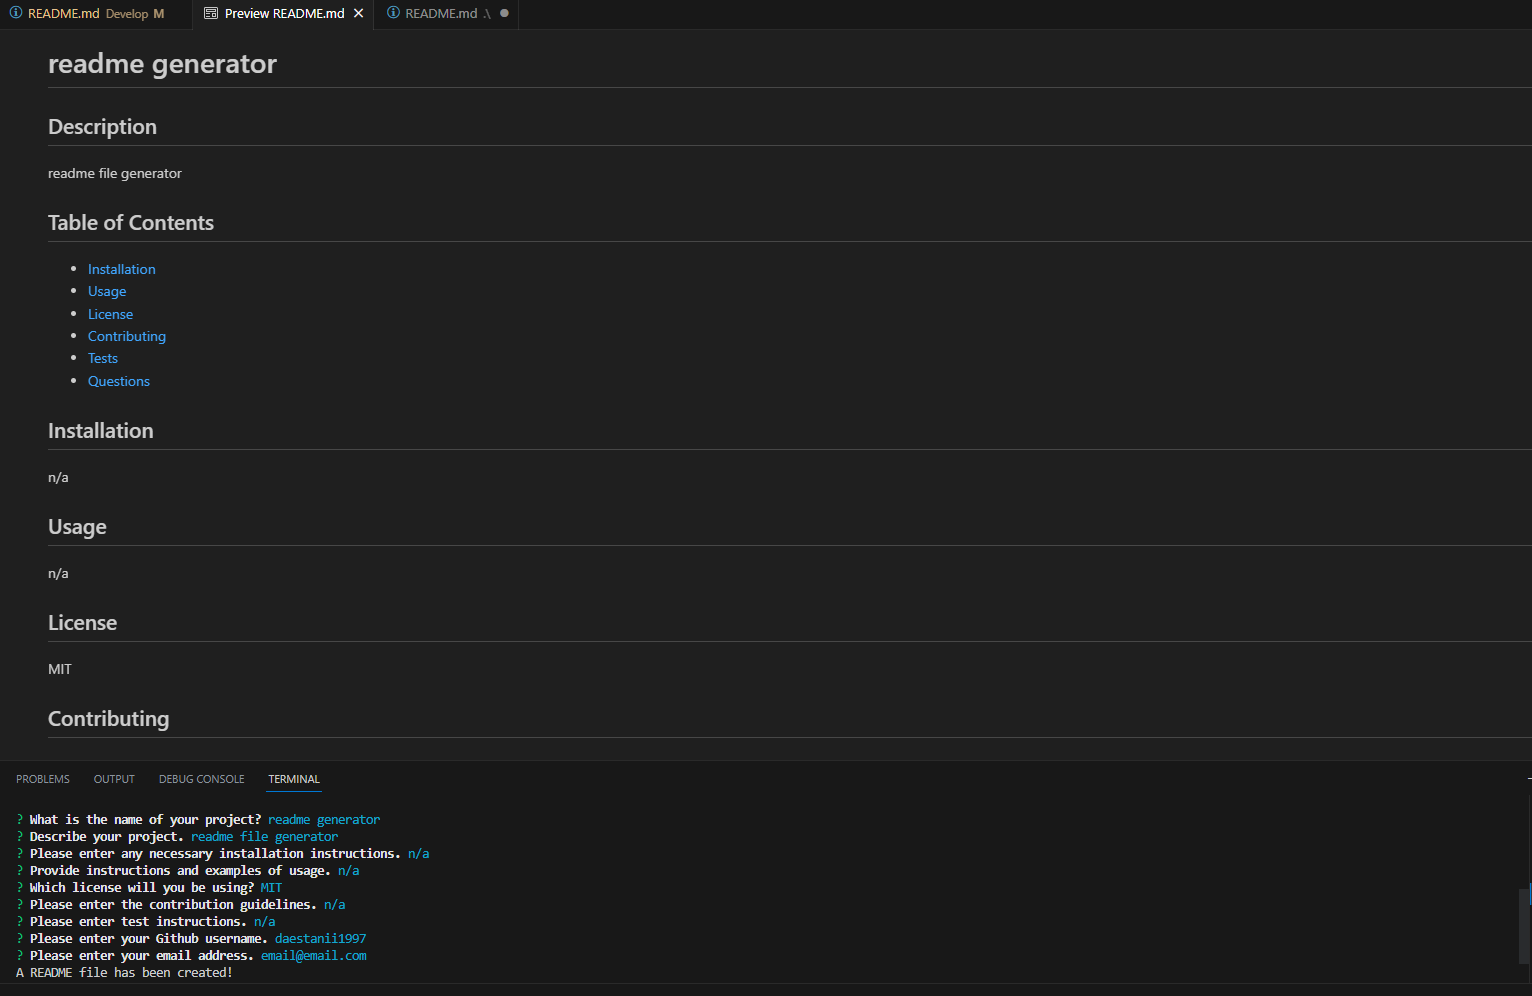 README.md Develop M Preview README.md × README.md .\ ●
readme generator
Description
readme file generator
Table of Contents
• Installation
• Usage
• License
• Contributing
• Tests
• Questions
Installation
n/a
Usage
n/a
License
MIT
Contributing
PROBLEMS OUTPUT DEBUG CONSOLE TERMINAL
? What is the name of your project? readme generator
? Describe your project. readme file generator
? Please enter any necessary installation instructions. n/a
? Provide instructions and examples of usage. n/a
? Which license will you be using? MIT
? Please enter the contribution guidelines. n/a
? Please enter test instructions. n/a
? Please enter your Github username. daestanii1997
? Please enter your email address. email@email.com
A README file has been created!